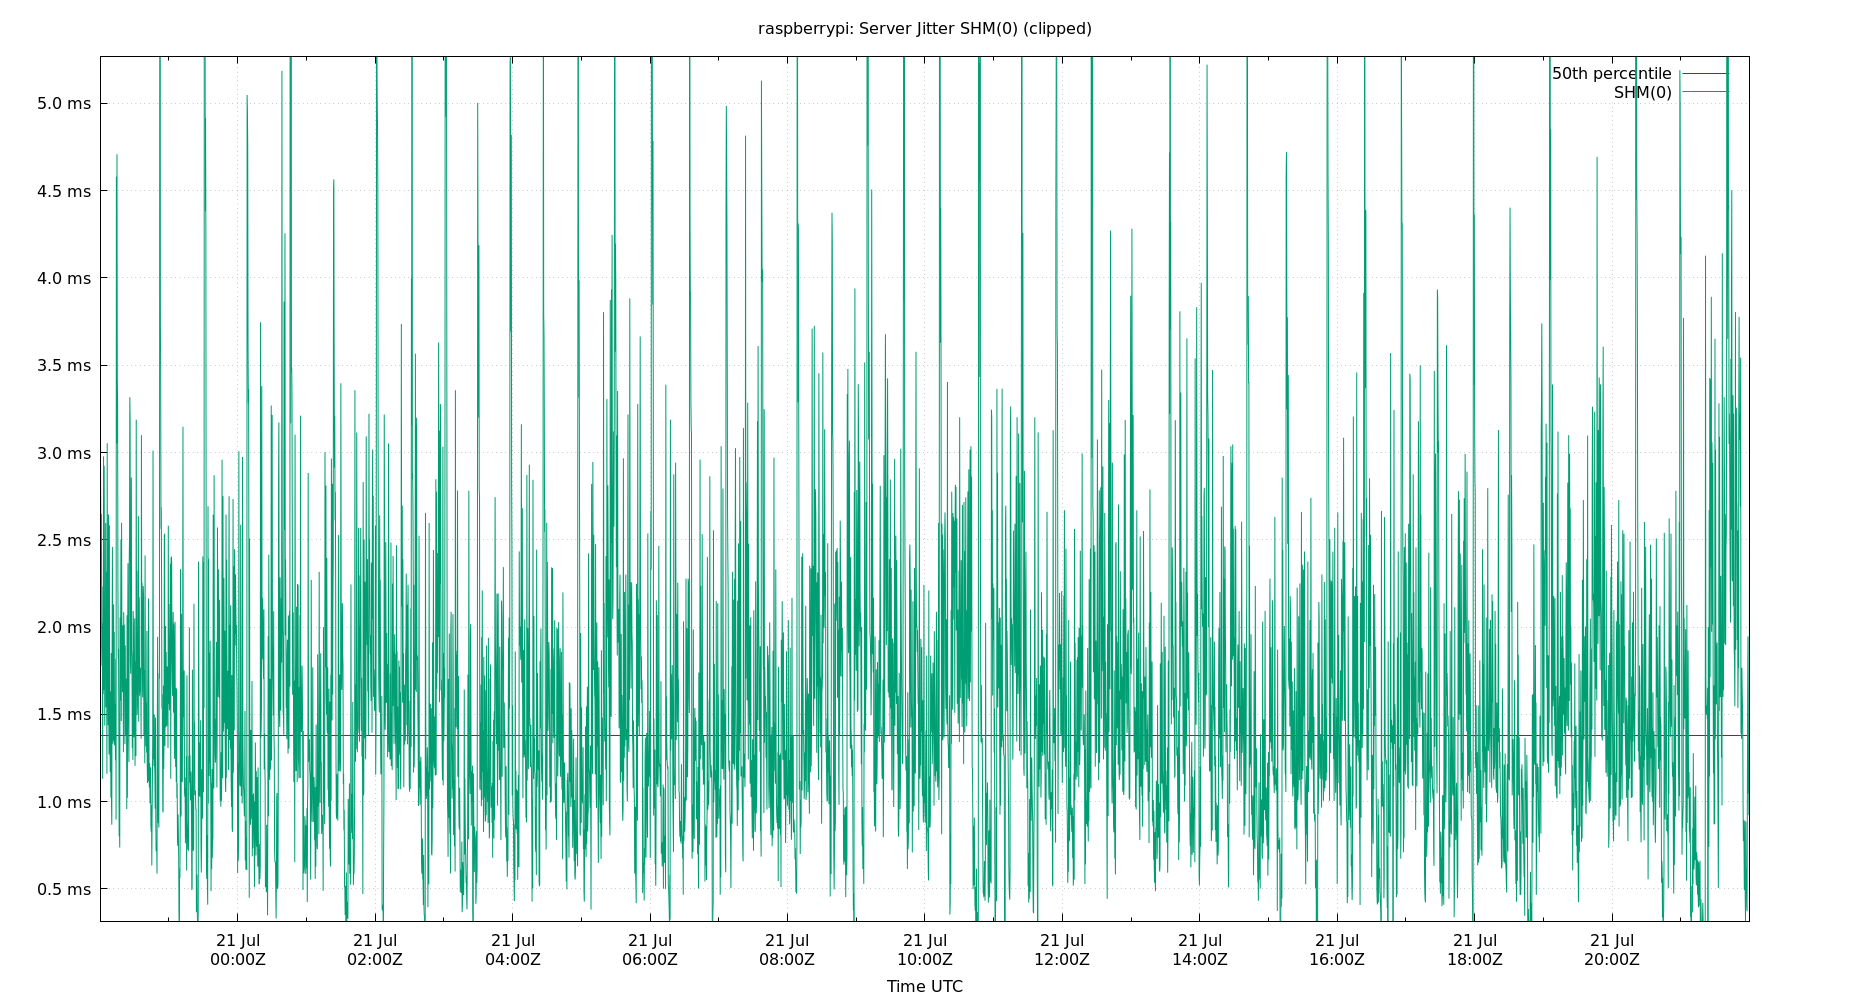 raspberrypi: Server Jitter SHM(0) (clipped)
50th percentile
SHM(0)
5.0 ms
4.5 ms
4.0 ms
3.5 ms
3.0 ms
2.5 ms
2.0 ms
1.5 ms
1.0 ms
0.5 ms
21 Jul 21 Jul 21 Jul 21 Jul 21 Jul 21 Jul 21 Jul 21 Jul 21 Jul 21 Jul 21 Jul
00:00Z 02:00Z 04:00Z 06:00Z 08:00Z 10:00Z 12:00Z 14:00Z 16:00Z 18:00Z 20:00Z
Time UTC